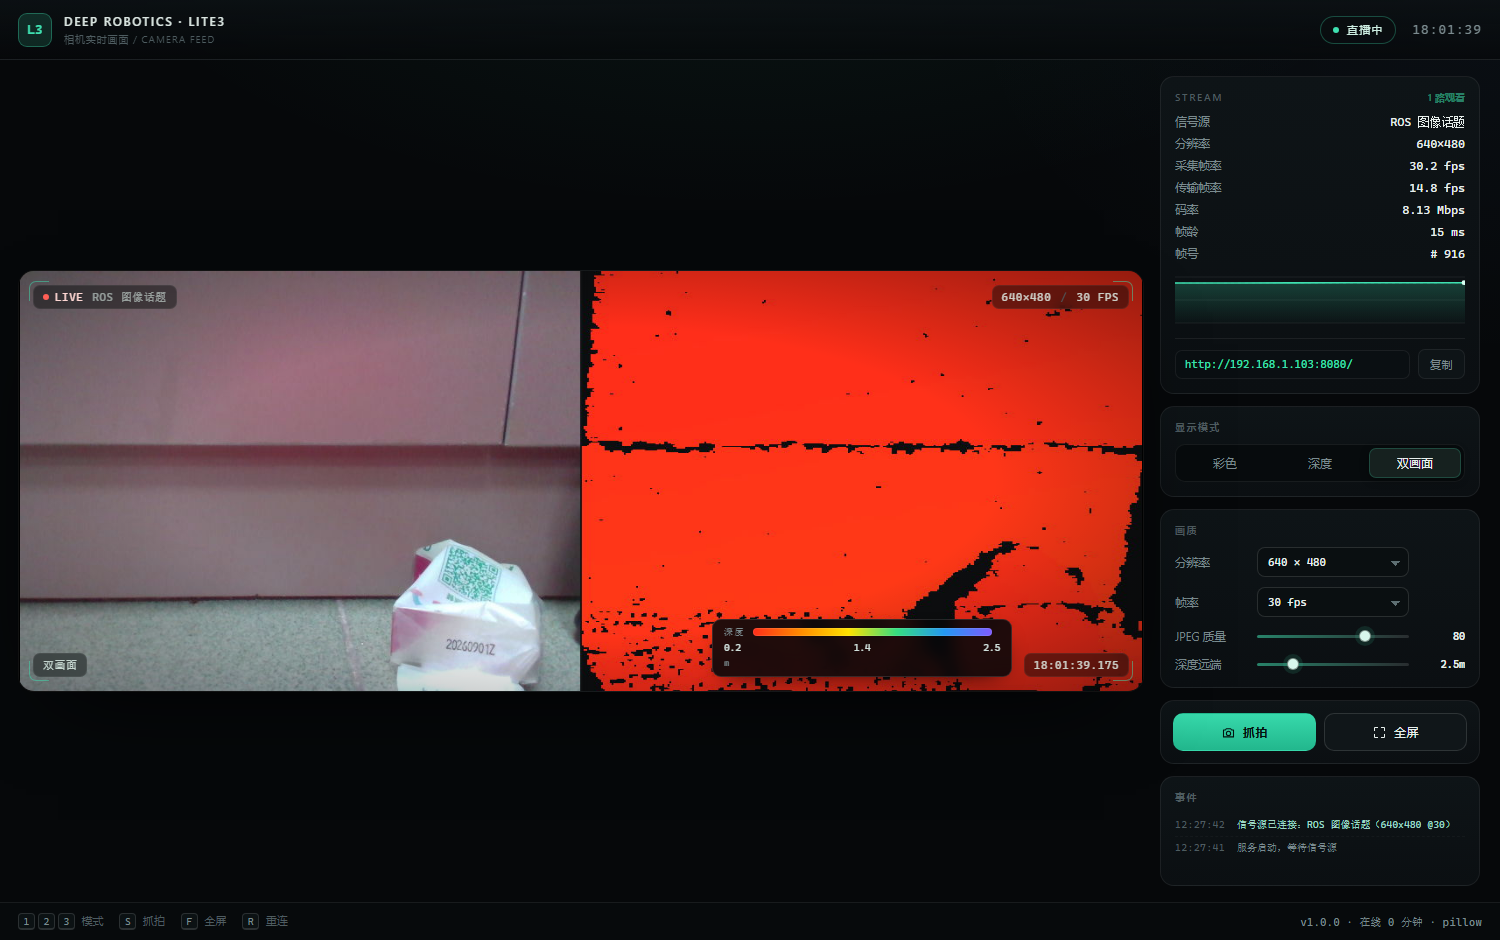 L3
DEEP ROBOTICS · LITE3
相机实时画面 / CAMERA FEED
直播中
18:01:39
LIVE ROS 图像话题
640×480 / 30 FPS
20260901Z
双画面
深度
0.2 1.4 2.5
m
18:01:39.175
STREAM
1 路观看
信号源 ROS 图像话题
分辨率 640×480
采集帧率 30.2 fps
传输帧率 14.8 fps
码率 8.13 Mbps
帧龄 15 ms
帧号 # 916
http://192.168.1.103:8080/ 复制
显示模式
彩色 深度 双画面
画质
分辨率 640 × 480
帧率 30 fps
JPEG 质量 80
深度远端 2.5m
抓拍 全屏
事件
12:27:42 信号源已连接：ROS 图像话题（640x480 @30）
12:27:41 服务启动，等待信号源
1 2 3 模式 S 抓拍 F 全屏 R 重连
v1.0.0 · 在线 0 分钟 · pillow